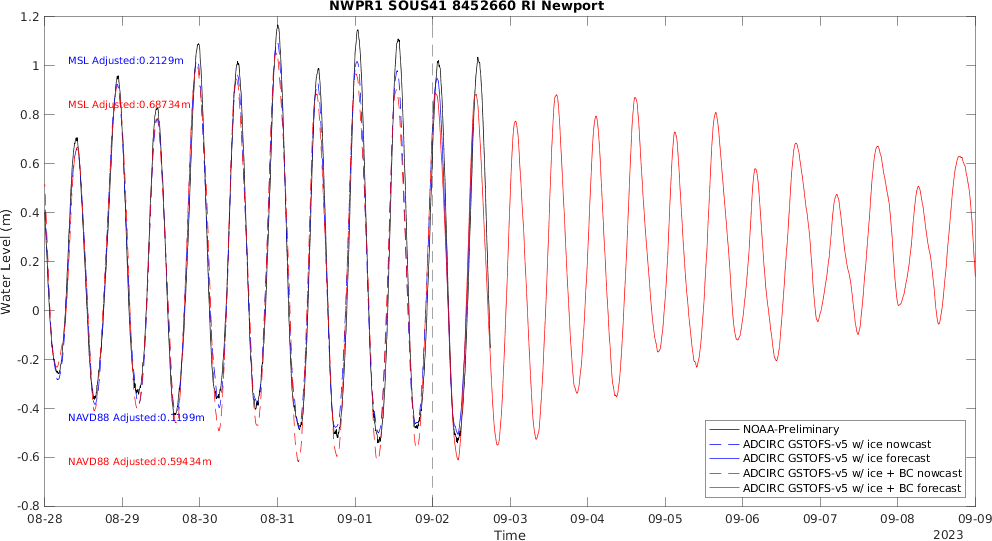 NWPR1 SOUS41 8452660 RI Newport
1.2
1
0.8
0.6
0.4
0.2
0
-0.2
-0.4
-0.6
-0.8
Water Level (m)
MSL Adjusted:0.2129m
MSL Adjusted:0.68734m
NAVD88 Adjusted:0.1199m
NAVD88 Adjusted:0.59434m
NOAA-Preliminary
ADCIRC GSTOFS-v5 w/ ice nowcast
ADCIRC GSTOFS-v5 w/ ice forecast
ADCIRC GSTOFS-v5 w/ ice + BC nowcast
ADCIRC GSTOFS-v5 w/ ice + BC forecast
08-28 08-29 08-30 08-31 09-01 09-02 09-03 09-04 09-05 09-06 09-07 09-08 09-09
Time
2023